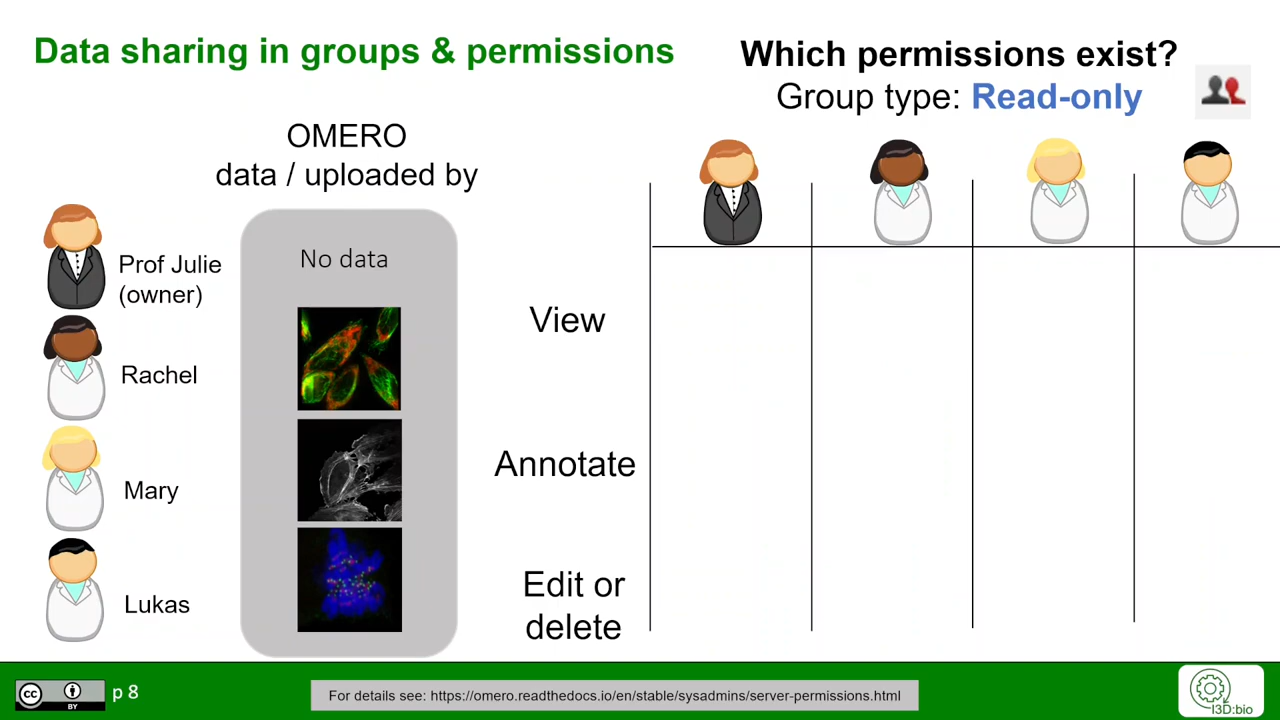 Data sharing in groups & permissions
Which permissions exist?
Group type: Read-only
OMERO
data / uploaded by
No data
Prof Julie
(owner)
Rachel
Mary
Lukas
View
Annotate
Edit or
delete
cc
BY
p 8
For details see: https://omero.readthedocs.io/en/stable/sysadmins/server-permissions.html
I3D:bio